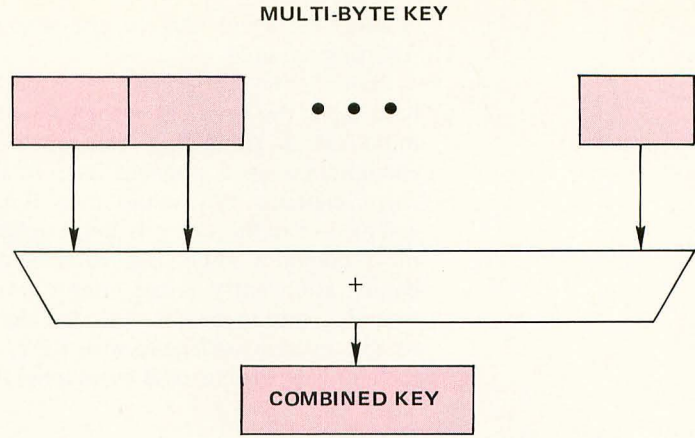 MULTI-BYTE KEY
• • •
+
COMBINED KEY